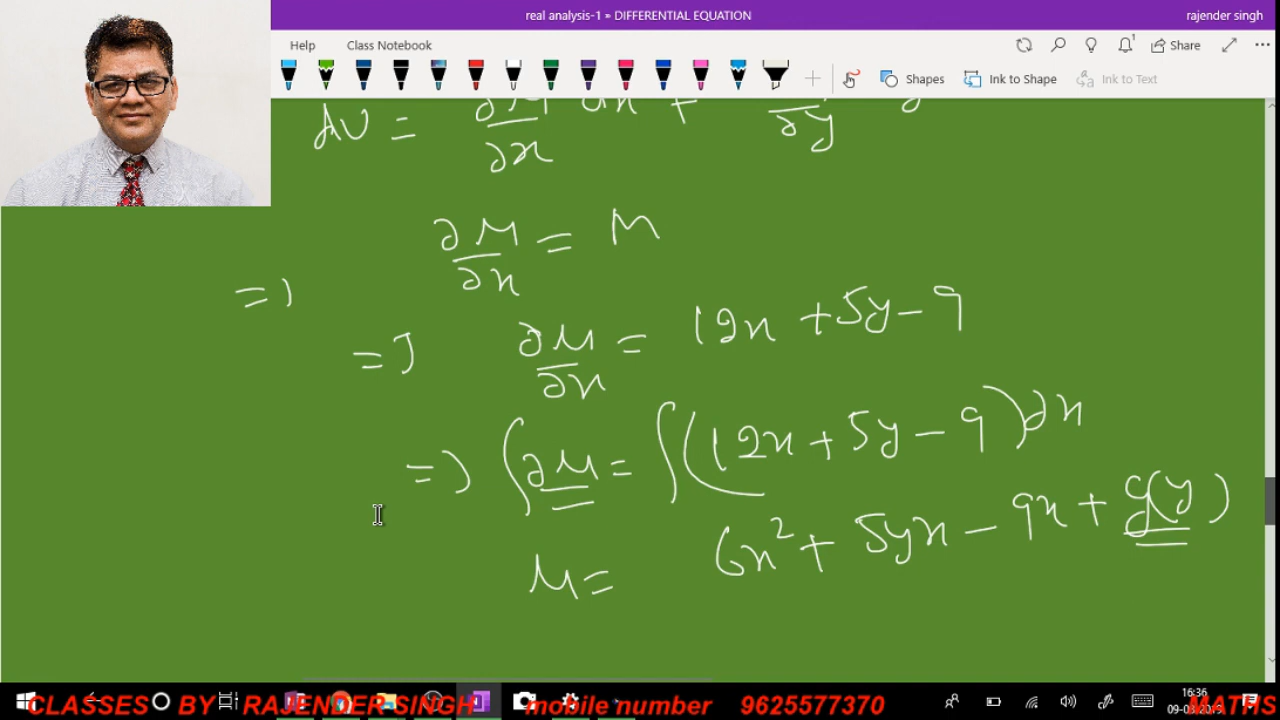 real analysis-1 » DIFFERENTIAL EQUATION
rajender singh
Help Class Notebook Share
Shapes Ink to Shape Ink to Text
du = ∂μ/∂x dx +
∂μ/∂x = M
=) 
=) ∂μ/∂x = 12x + 5y - 9
=) ∫∂μ = ∫(12x + 5y - 9)∂x
μ = 6x² + 5yx - 9x + g(y)
CLASSES BY RAJENDER SINGH mobile number 9625577370 MATHS
16:36